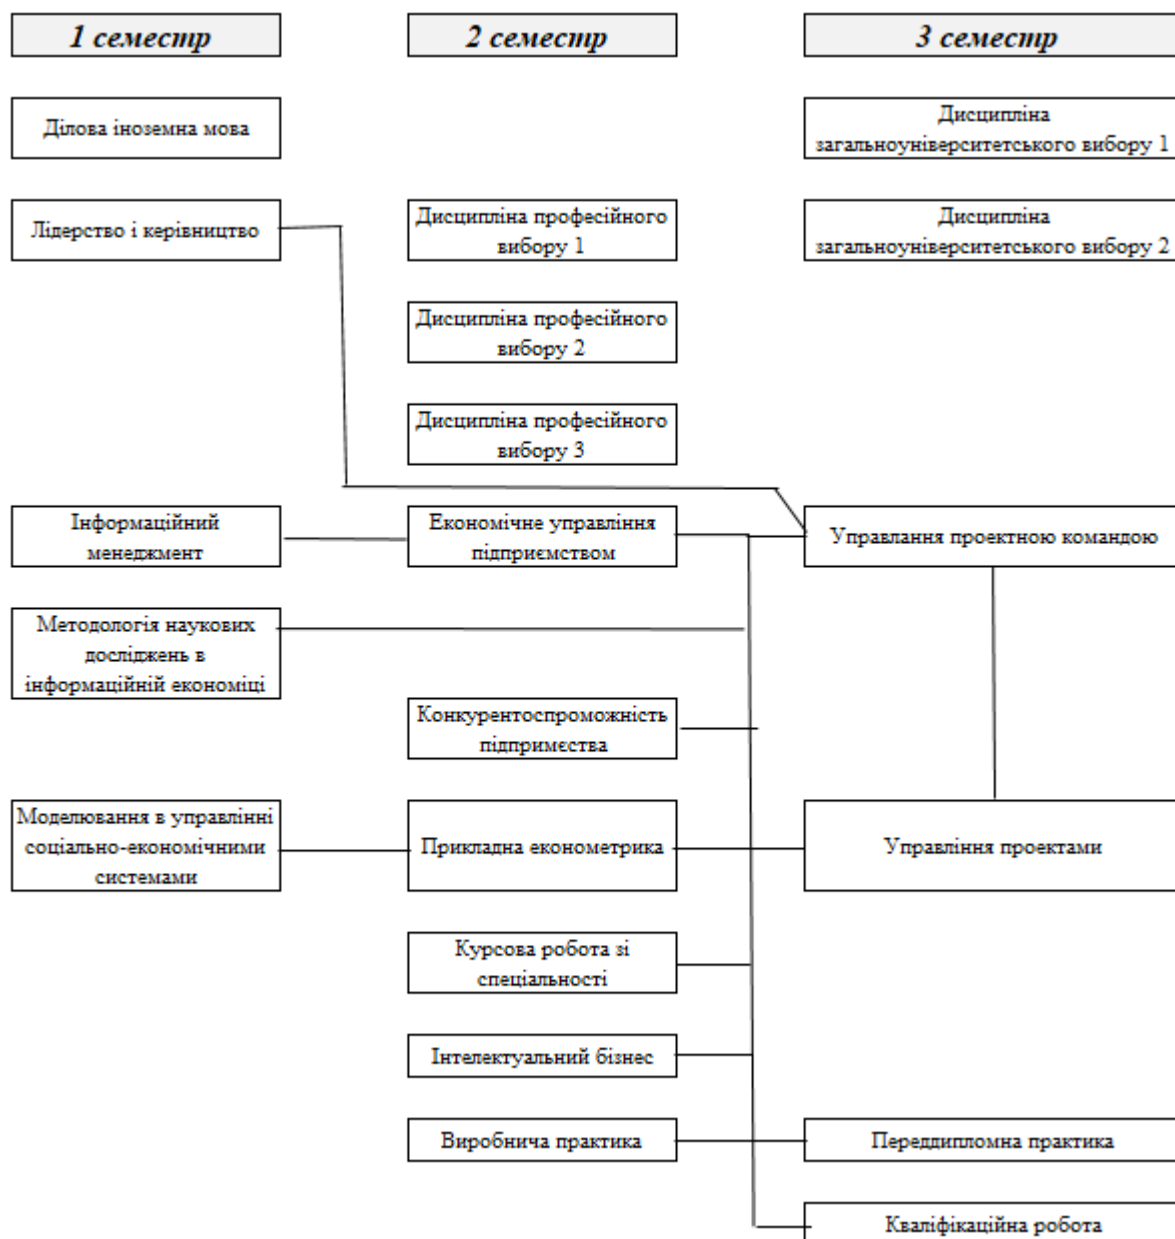 1 семестр
2 семестр
3 семестр
Ділова іноземна мова
Дисципліна
загальноуніверситетського вибору 1
Лідерство і керівництво
Дисципліна професійного
вибору 1
Дисципліна
загальноуніверситетського вибору 2
Дисципліна професійного
вибору 2
Дисципліна професійного
вибору 3
Інформаційний
менеджмент
Економічне управління
підприємством
Управлання проектною командою
Методологія наукових
досліджень в
інформаційній економіці
Конкурентоспроможність
підпримєства
Моделювання в управлінні
соціально-економічними
системами
Прикладна економетрика
Управління проектами
Курсова робота зі
спеціальності
Інтелектуальний бізнес
Виробнича практика
Переддипломна практика
Кваліфікаційна робота